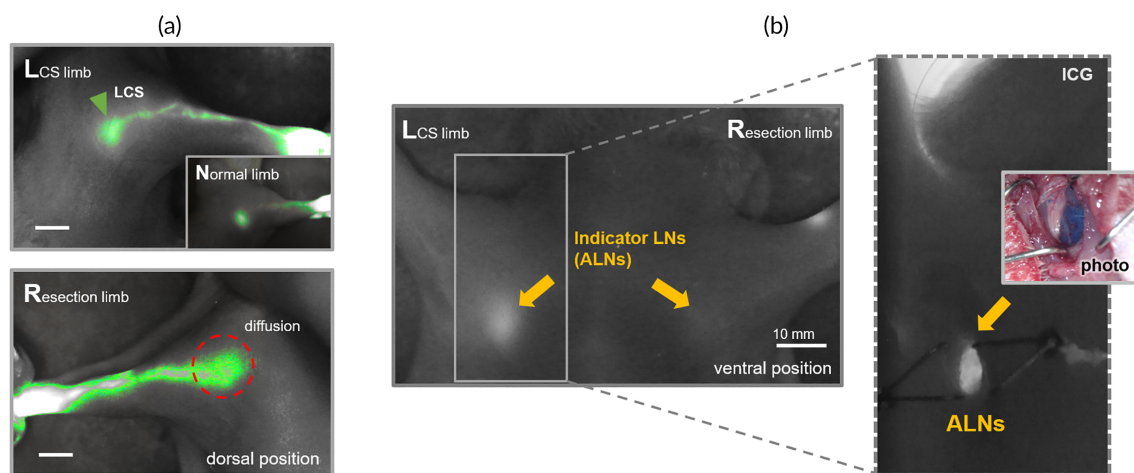 (a)
LCS limb
LCS
Normal limb
Resection limb
diffusion
dorsal position
(b)
LCS limb
Resection limb
Indicator LNs
(ALNs)
10 mm
ventral position
ICG
photo
ALNs